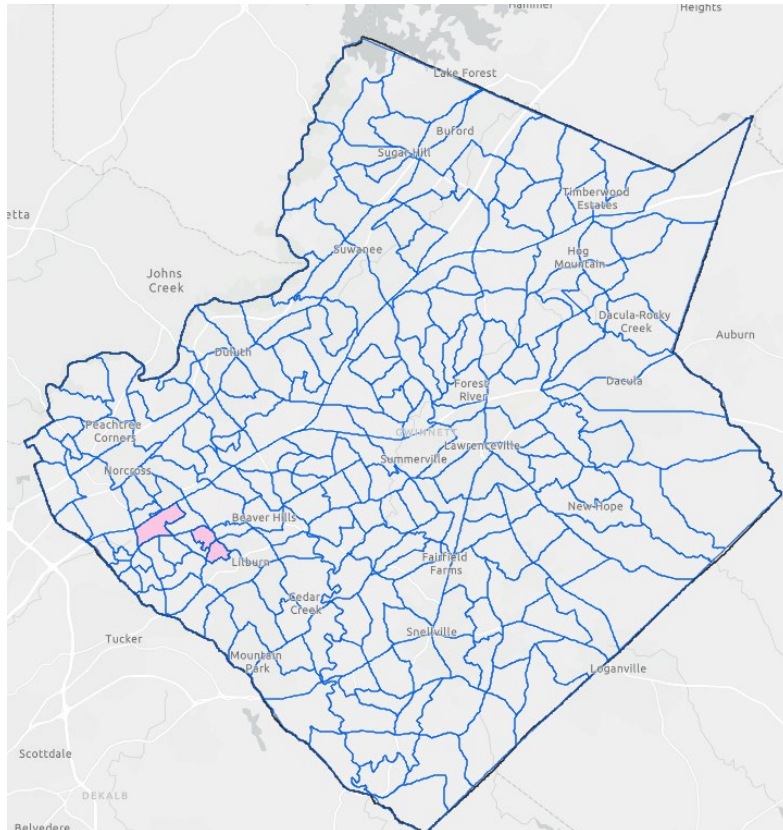 Hammer
Heights
Lake Forest
Buford
Sugar Hill
Timberwood
Estates
etta
Suwanee
Hog
Mountain
Johns
Creek
Dacula-Rocky
Creek
Auburn
Duluth
Forest
River
Dacula
Peachtree
Corners
GWINNETT
Lawrenceville
Summerville
Norcross
New Hope
Beaver Hills
Lilburn
Fairfield
Farms
Cedar
Creek
Snellville
Tucker
Mountain
Park
Loganville
Scottdale
DEKALB
Belvedere